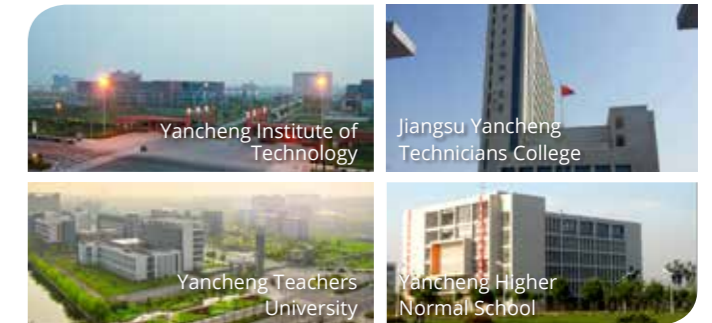 Yancheng Institute of
Technology
Jiangsu Yancheng
Technicians College
Yancheng Teachers
University
Yancheng Higher
Normal School